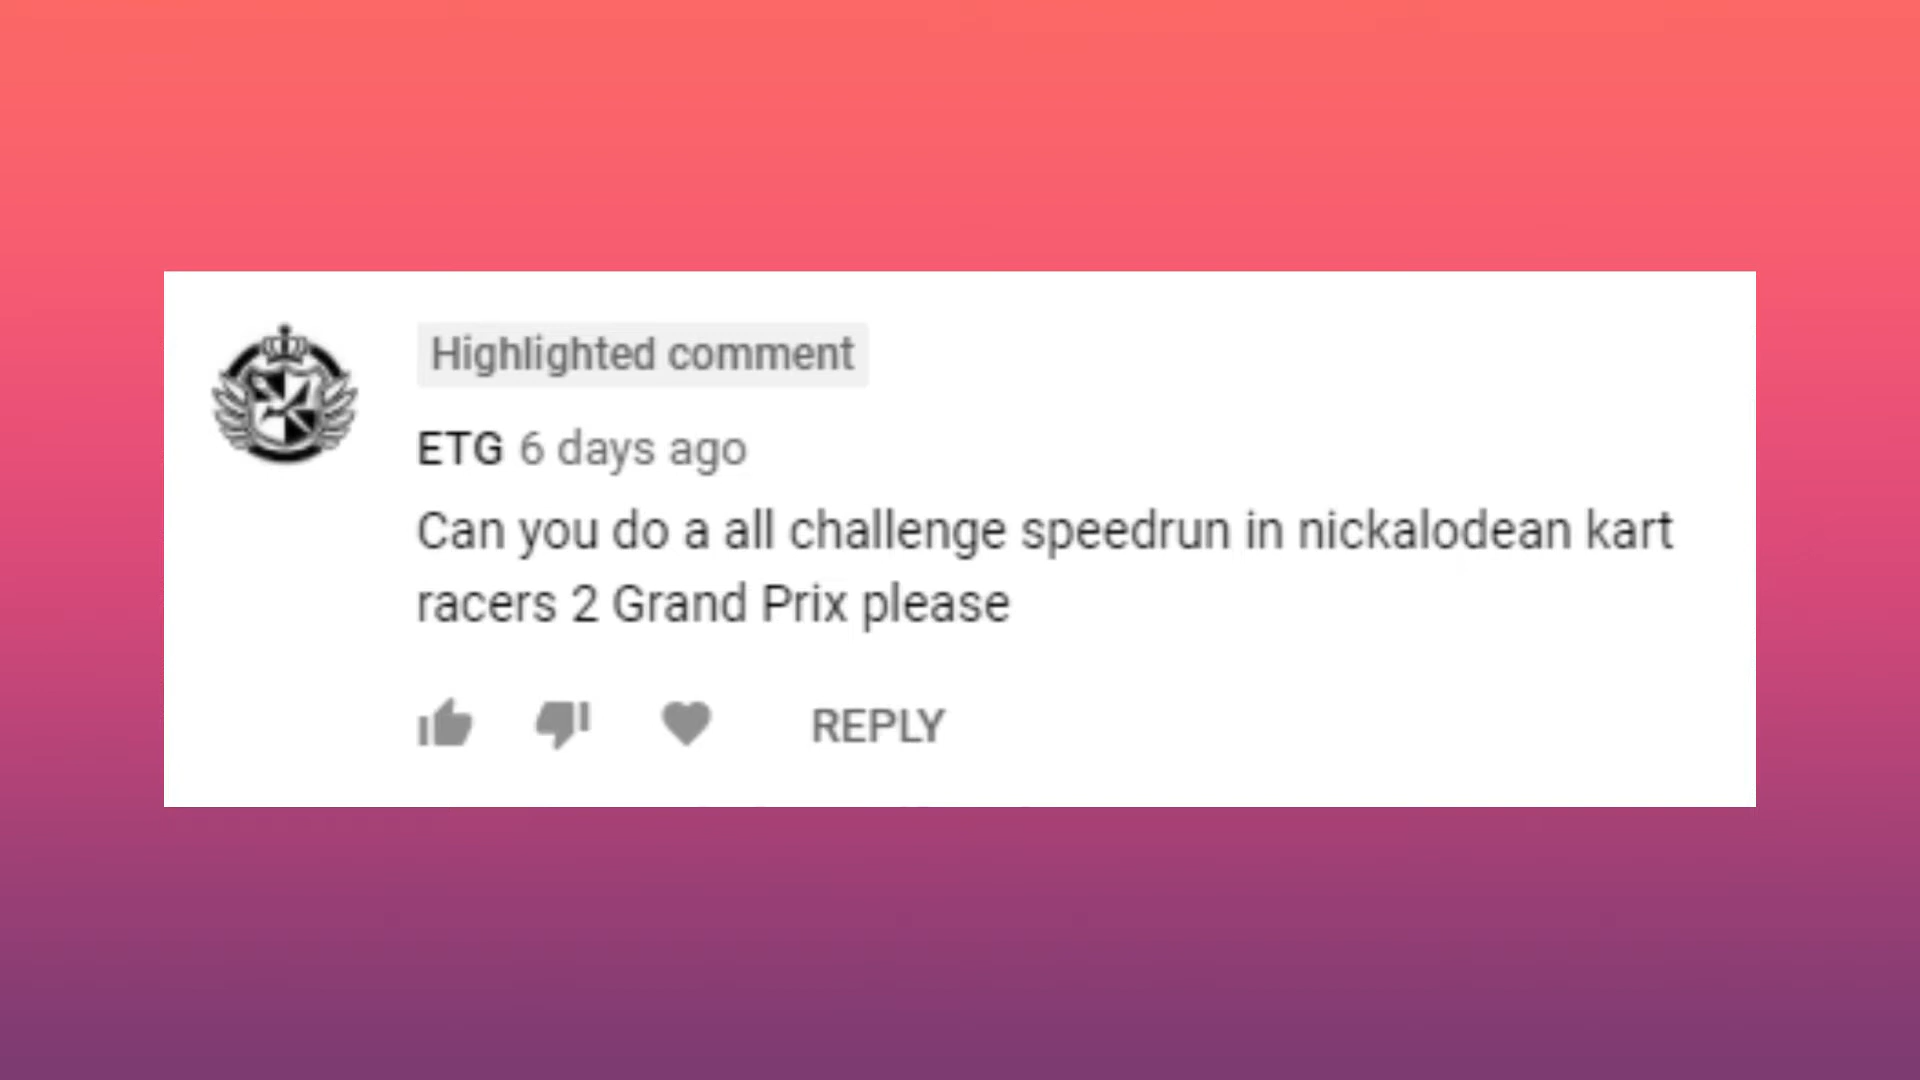 Highlighted comment
ETG 6 days ago
Can you do a all challenge speedrun in nickalodean kart
racers 2 Grand Prix please
REPLY